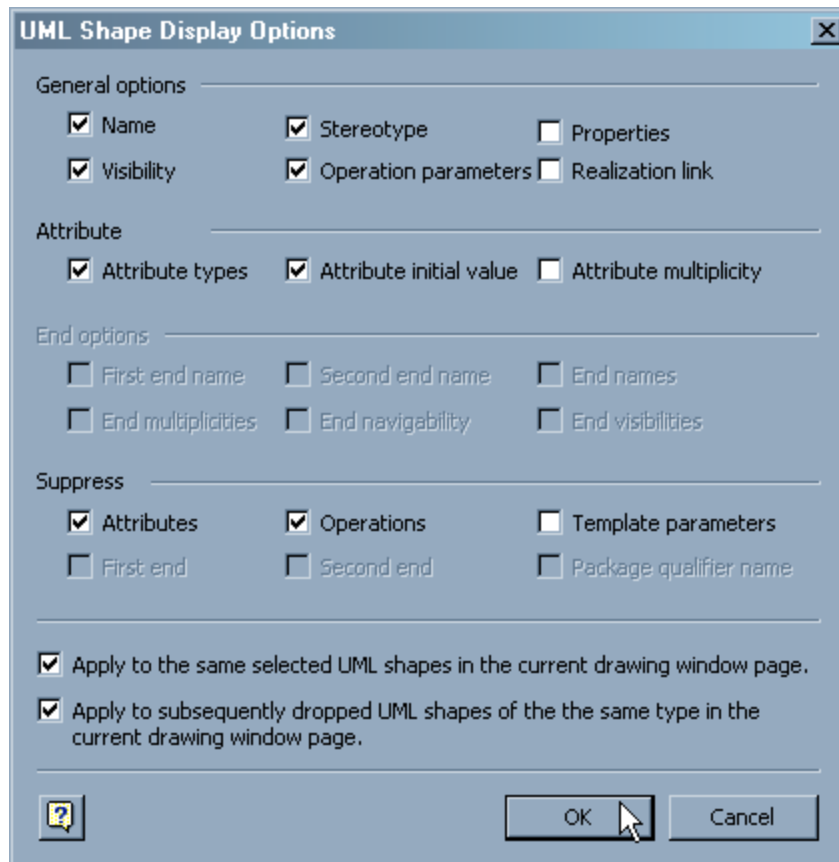 UML Shape Display Options
General options
Name Stereotype Properties
Visibility Operation parameters Realization link
Attribute
Attribute types Attribute initial value Attribute multiplicity
End options
First end name Second end name End names
End multiplicities End navigability End visibilities
Suppress
Attributes Operations Template parameters
First end Second end Package qualifier name
Apply to the same selected UML shapes in the current drawing window page.
Apply to subsequently dropped UML shapes of the the same type in the
current drawing window page.
? OK Cancel